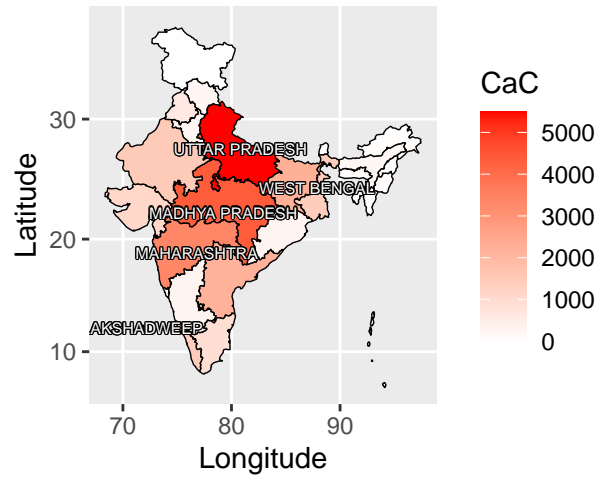 CaC
5000
4000
3000
2000
1000
0
Latitude
30
20
10
UTTAR PRADESH
WEST BENGAL
MADHYA PRADESH
MAHARASHTRA
AKSHADWEEP
70
80
90
Longitude